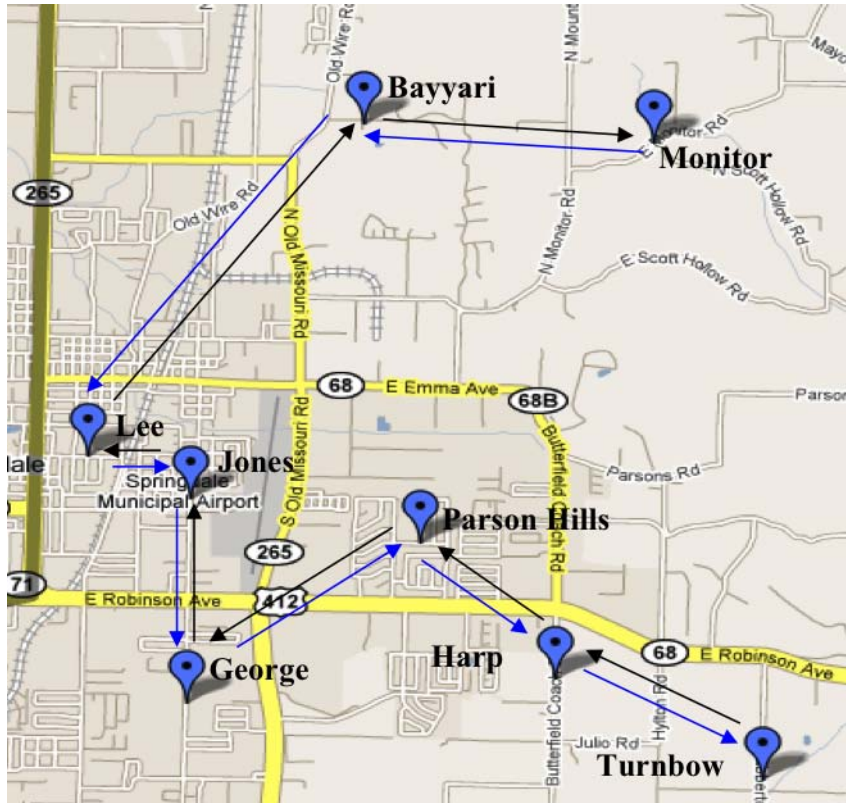 Old Wire Rd
N Mount
Mayo
Bayyari
E Monitor Rd
Monitor
265
Old Wire Rd
N Old Missouri Rd
N Scott Hollow Rd
N Monitor Rd
E Scott Hollow Rd
68
E Emma Ave
68B
Parsons
Lee
S Old Missouri Rd
Butterfield Coach Rd
dale
Jones
Springdale
Municipal Airport
Parsons Rd
Parson Hills
265
71
E Robinson Ave
412
George
Harp
68
E Robinson Ave
Butterfield Coach
Hylton Rd
Julio Rd
Turnbow